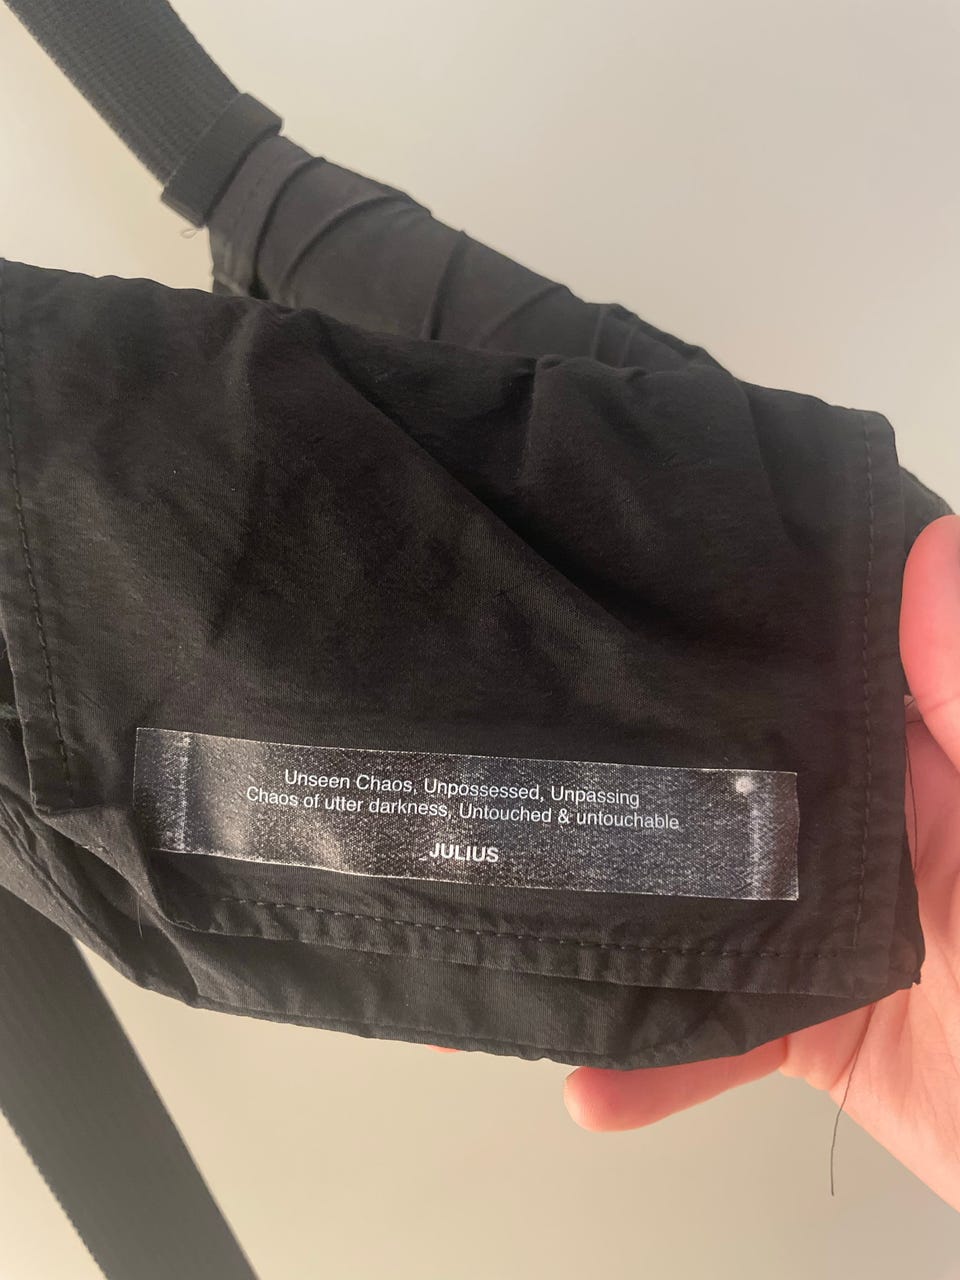 Unseen Chaos, Unpossessed, Unpassing
Chaos of utter darkness, Untouched & untouchable
JULIUS